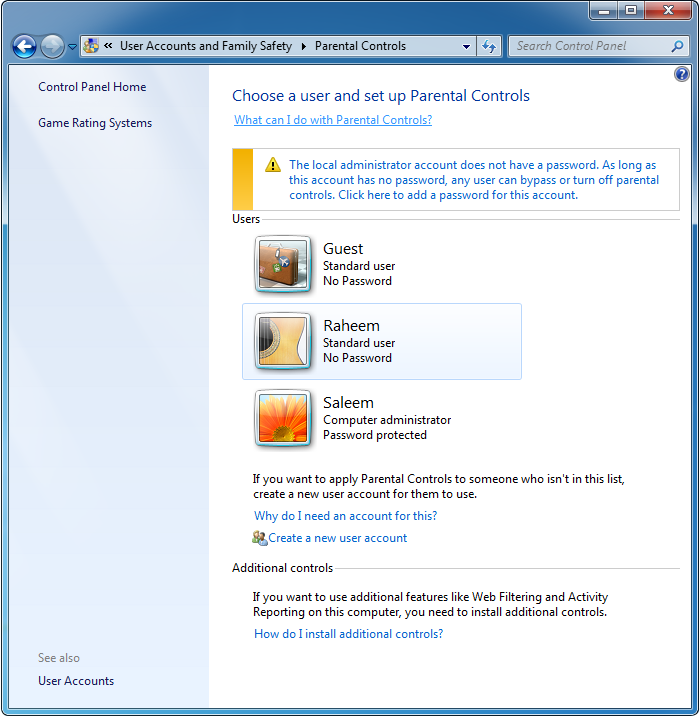 « User Accounts and Family Safety ▸ Parental Controls
Search Control Panel
Control Panel Home
Game Rating Systems
Choose a user and set up Parental Controls
What can I do with Parental Controls?
The local administrator account does not have a password. As long as
this account has no password, any user can bypass or turn off parental
controls. Click here to add a password for this account.
Users
Guest
Standard user
No Password
Raheem
Standard user
No Password
Saleem
Computer administrator
Password protected
If you want to apply Parental Controls to someone who isn't in this list,
create a new user account for them to use.
Why do I need an account for this?
Create a new user account
Additional controls
If you want to use additional features like Web Filtering and Activity
Reporting on this computer, you need to install additional controls.
How do I install additional controls?
See also
User Accounts